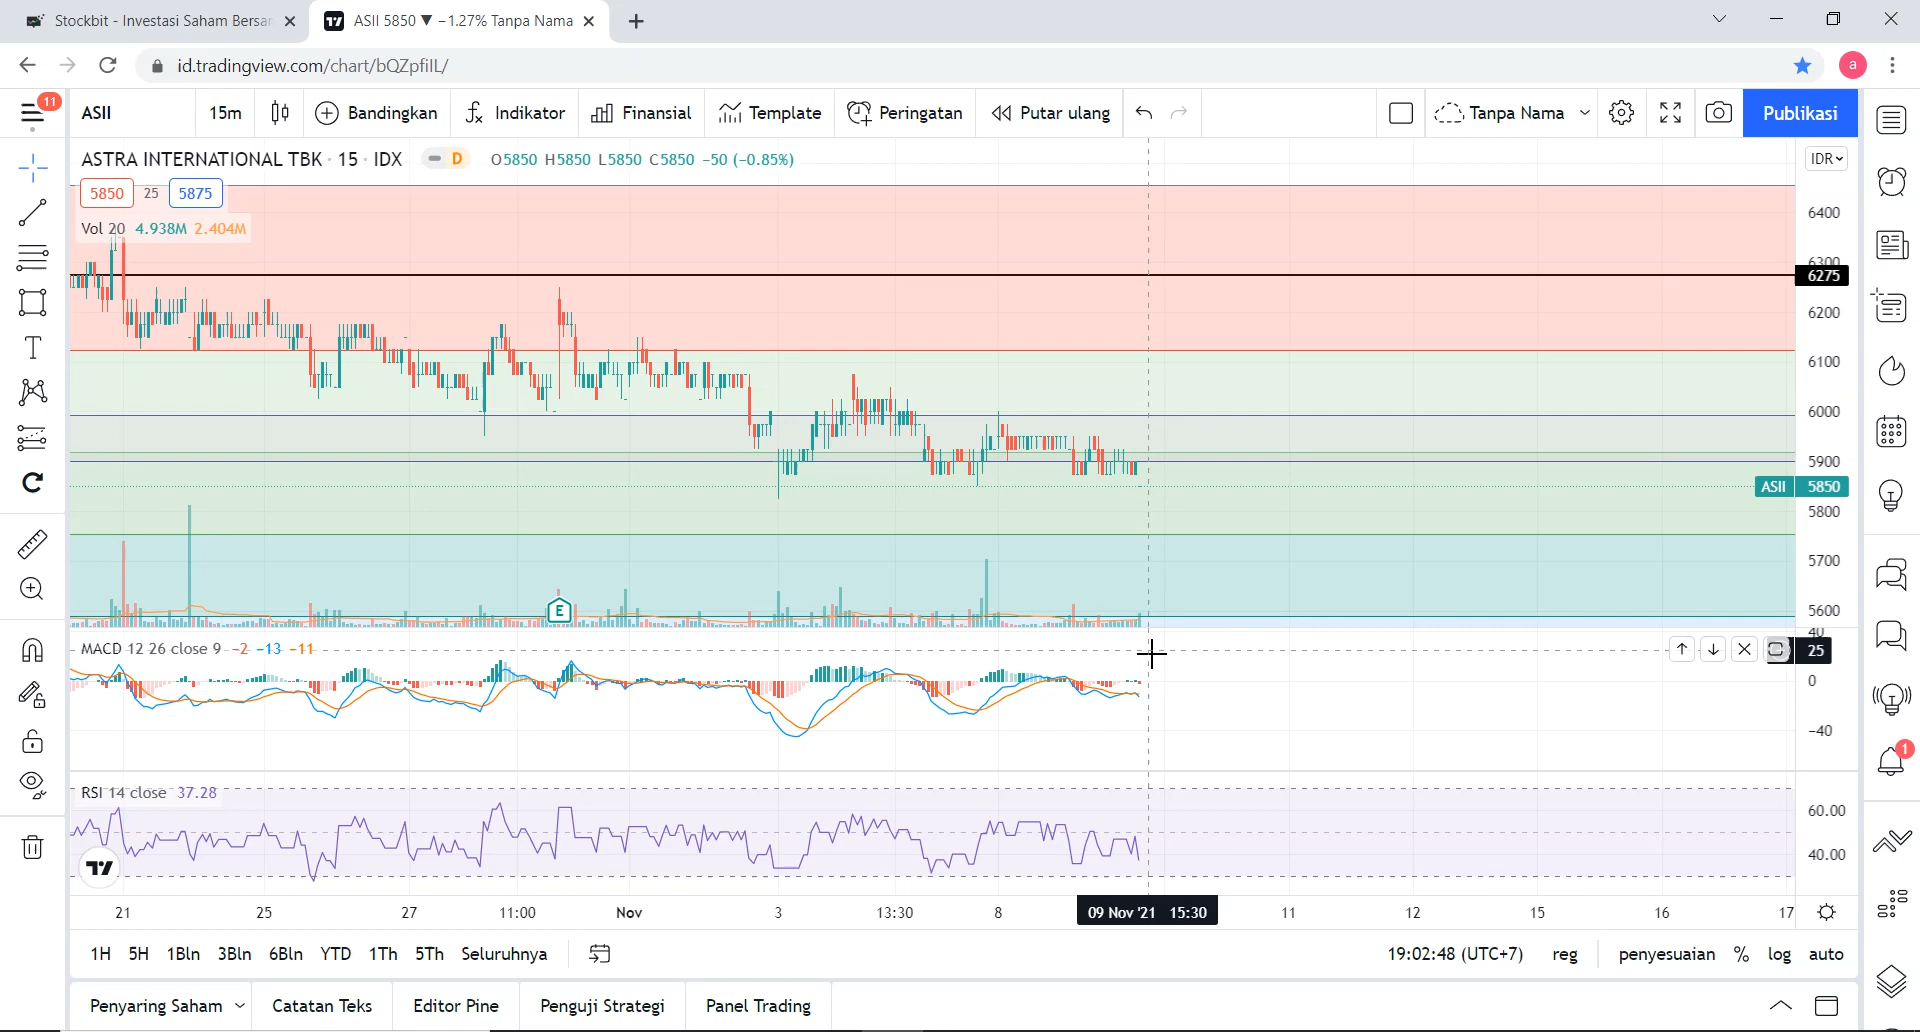 Stockbit - Investasi Saham Bersa
ASII 5850 ▼ −1.27% Tanpa Nama
id.tradingview.com/chart/bQZpfiIL/
a
11
ASII
15m
Bandingkan
Indikator
Finansial
Template
Peringatan
Putar ulang
Tanpa Nama
Publikasi
ASTRA INTERNATIONAL TBK · 15 · IDX
D
O5850 H5850 L5850 C5850 −50 (−0.85%)
IDR
5850
25
5875
Vol 20 4.938M 2.404M
6400
6300
6275
6200
6100
6000
5900
ASII 5850
5800
5700
5600
E
MACD 12 26 close 9 −2 −13 −11
40
25
0
−40
1
RSI 14 close 37.28
60.00
40.00
21
25
27
11:00
Nov
3
13:30
8
09 Nov '21 15:30
11
12
15
16
17
1H
5H
1Bln
3Bln
6Bln
YTD
1Th
5Th
Seluruhnya
19:02:48 (UTC+7)
reg
penyesuaian
%
log
auto
Penyaring Saham
Catatan Teks
Editor Pine
Penguji Strategi
Panel Trading